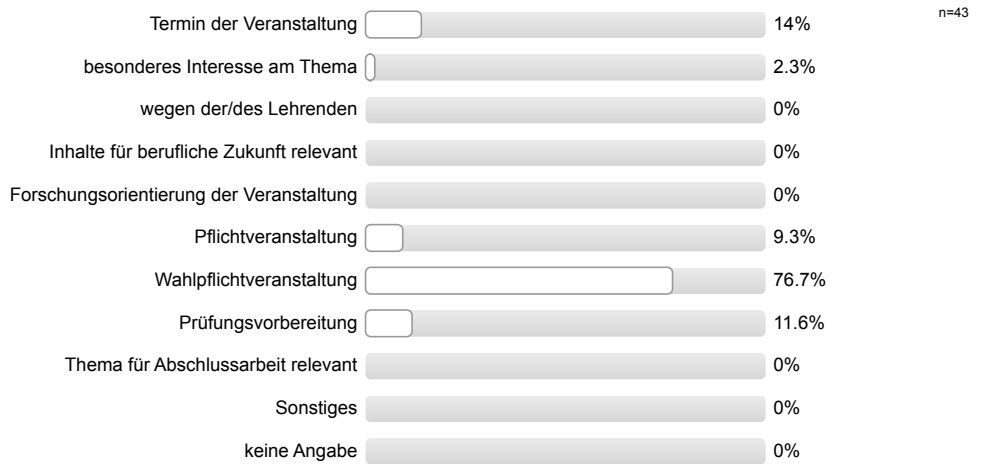 Termin der Veranstaltung 14% n=43
besonderes Interesse am Thema 2.3%
wegen der/des Lehrenden 0%
Inhalte für berufliche Zukunft relevant 0%
Forschungsorientierung der Veranstaltung 0%
Pflichtveranstaltung 9.3%
Wahlpflichtveranstaltung 76.7%
Prüfungsvorbereitung 11.6%
Thema für Abschlussarbeit relevant 0%
Sonstiges 0%
keine Angabe 0%